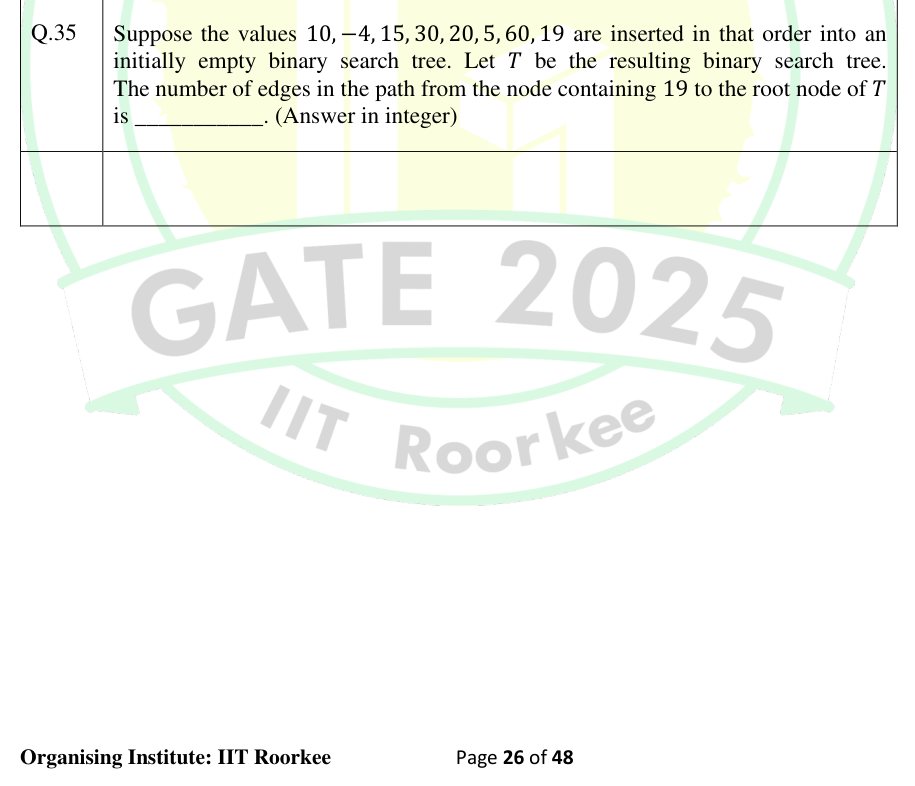 Q.35 Suppose the values 10, −4, 15, 30, 20, 5, 60, 19 are inserted in that order into an
initially empty binary search tree. Let T be the resulting binary search tree.
The number of edges in the path from the node containing 19 to the root node of T
is ___________. (Answer in integer)
GATE 2025
IIT Roorkee
Organising Institute: IIT Roorkee Page 26 of 48